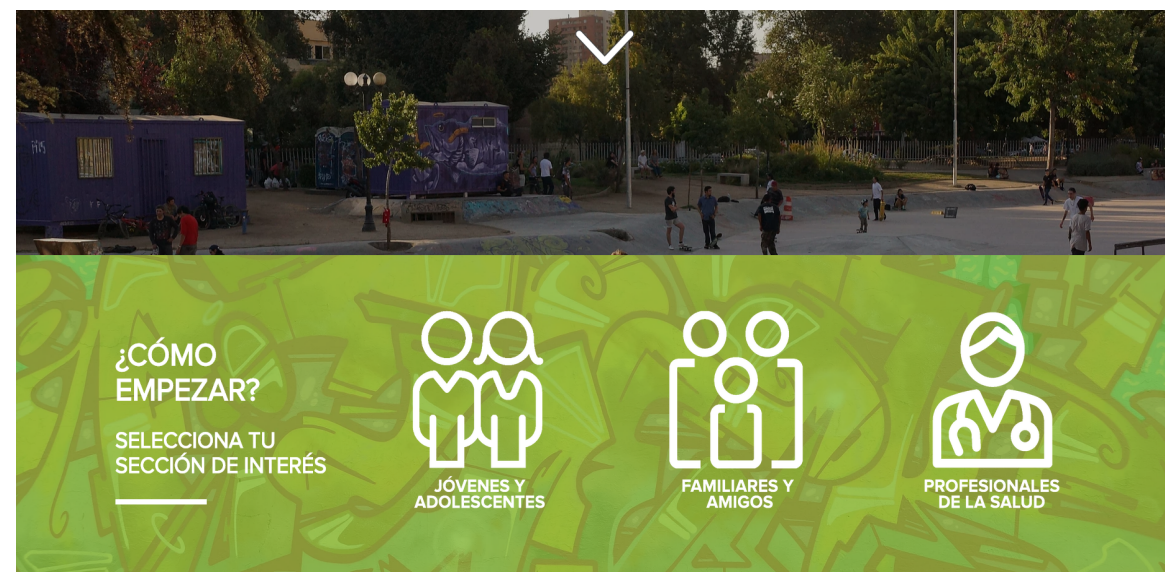 ¿CÓMO
EMPEZAR?
SELECCIONA TU
SECCIÓN DE INTERÉS
JÓVENES Y
ADOLESCENTES
FAMILIARES Y
AMIGOS
PROFESIONALES
DE LA SALUD